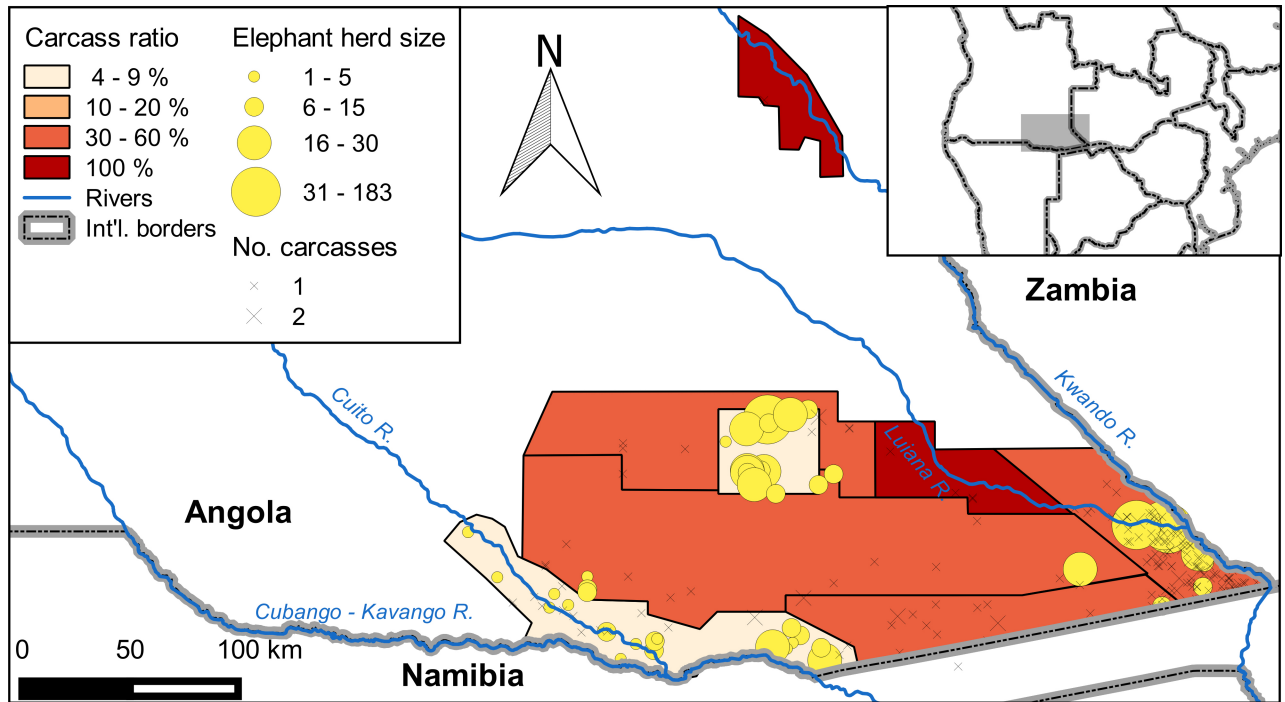 Carcass ratio
4 - 9 %
10 - 20 %
30 - 60 %
100 %
Rivers
Int'l. borders
Elephant herd size
1 - 5
6 - 15
16 - 30
31 - 183
No. carcasses
1
2
N
Zambia
Kwando R.
Cuito R.
Luiana R.
Angola
Cubango - Kavango R.
Namibia
0 50 100 km